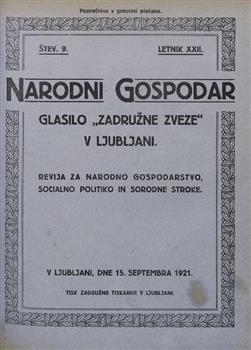 Poštnina v gotovini plačana.
ŠTEV. 9. LETNIK XXII.
NARODNI GOSPODAR
GLASILO „ZADRUŽNE ZVEZE“
V LJUBLJANI.
REVIJA ZA NARODNO GOSPODARSTVO,
SOCIALNO POLITIKO IN SORODNE STROKE.
V LJUBLJANI, DNE 15. SEPTEMBRA 1921.
TISK ZADRUŽNE TISKARNE V LJUBLJANI.